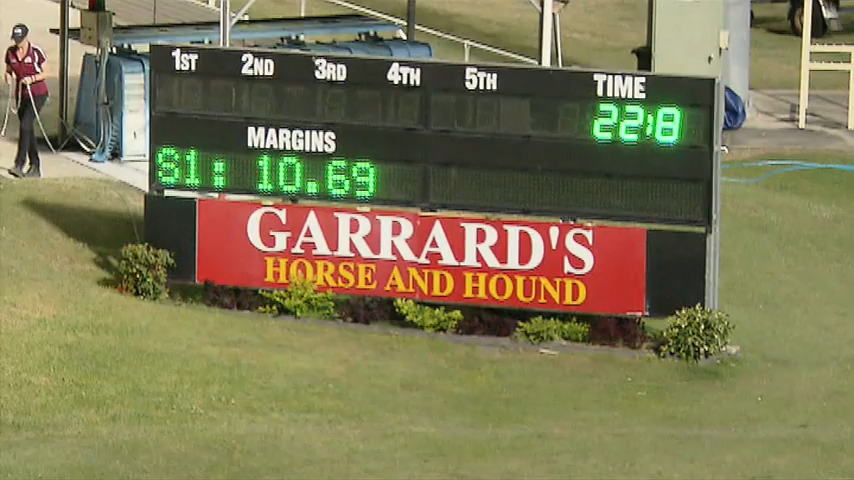 1ST 2ND 3RD 4TH 5TH TIME
22:8
MARGINS
S1: 10.69
GARRARD'S
HORSE AND HOUND